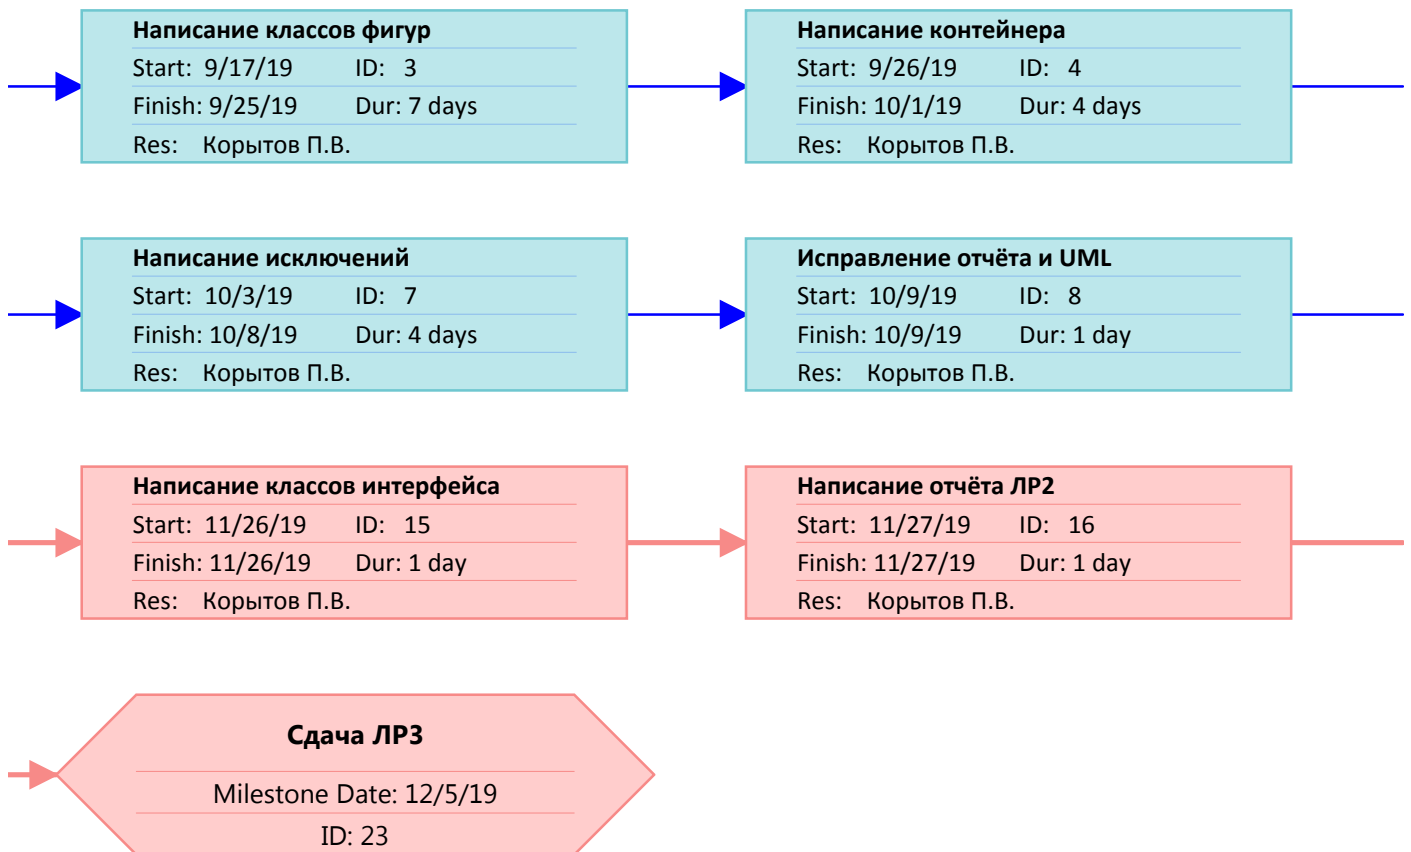 Написание классов фигур
Start: 9/17/19 ID: 3
Finish: 9/25/19 Dur: 7 days
Res: Корытов П.В.
Написание контейнера
Start: 9/26/19 ID: 4
Finish: 10/1/19 Dur: 4 days
Res: Корытов П.В.
Написание исключений
Start: 10/3/19 ID: 7
Finish: 10/8/19 Dur: 4 days
Res: Корытов П.В.
Исправление отчёта и UML
Start: 10/9/19 ID: 8
Finish: 10/9/19 Dur: 1 day
Res: Корытов П.В.
Написание классов интерфейса
Start: 11/26/19 ID: 15
Finish: 11/26/19 Dur: 1 day
Res: Корытов П.В.
Написание отчёта ЛР2
Start: 11/27/19 ID: 16
Finish: 11/27/19 Dur: 1 day
Res: Корытов П.В.
Сдача ЛР3
Milestone Date: 12/5/19
ID: 23